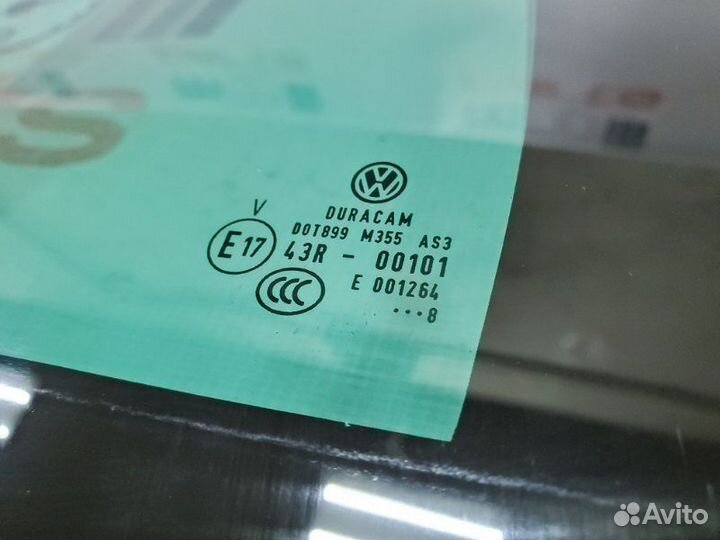 DURACAM
V DOT899 M355 AS3
E17 43R - 00101
CCC E 001264
...8
Avito